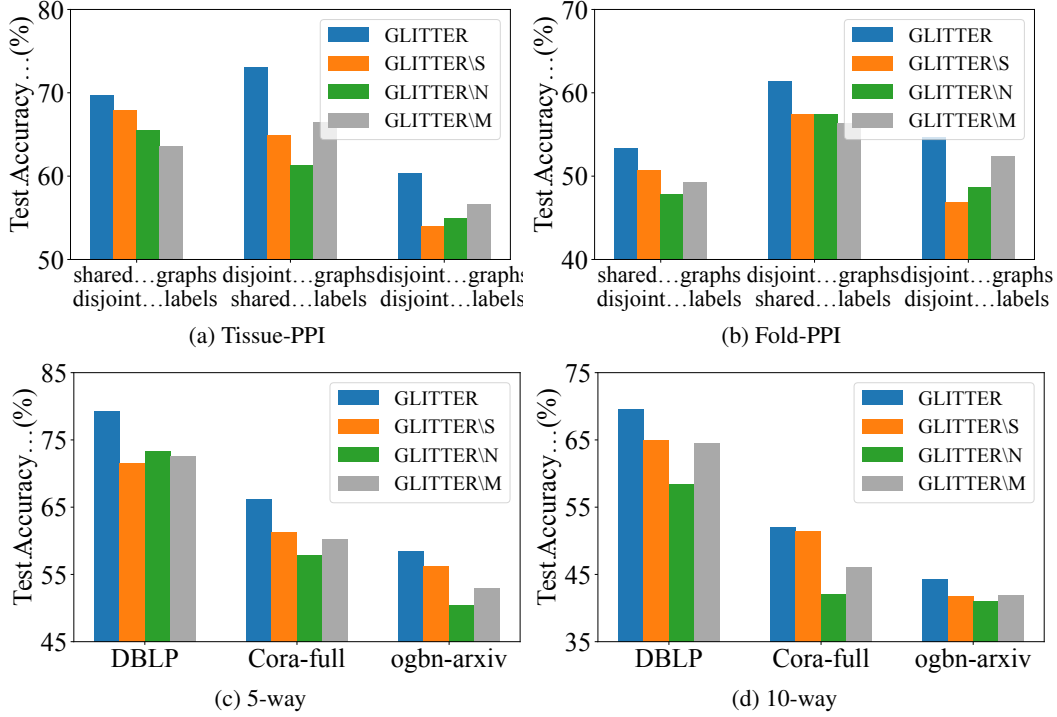 80
70
60
50
Test.Accuracy…(%)
GLITTER
GLITTER\S
GLITTER\N
GLITTER\M
shared…graphs disjoint…graphs disjoint…graphs
disjoint…labels shared…labels disjoint…labels
(a) Tissue-PPI
70
60
50
40
Test.Accuracy…(%)
GLITTER
GLITTER\S
GLITTER\N
GLITTER\M
shared…graphs disjoint…graphs disjoint…graphs
disjoint…labels shared…labels disjoint…labels
(b) Fold-PPI
85
75
65
55
45
Test.Accuracy…(%)
GLITTER
GLITTER\S
GLITTER\N
GLITTER\M
DBLP Cora-full ogbn-arxiv
(c) 5-way
75
65
55
45
35
Test.Accuracy…(%)
GLITTER
GLITTER\S
GLITTER\N
GLITTER\M
DBLP Cora-full ogbn-arxiv
(d) 10-way